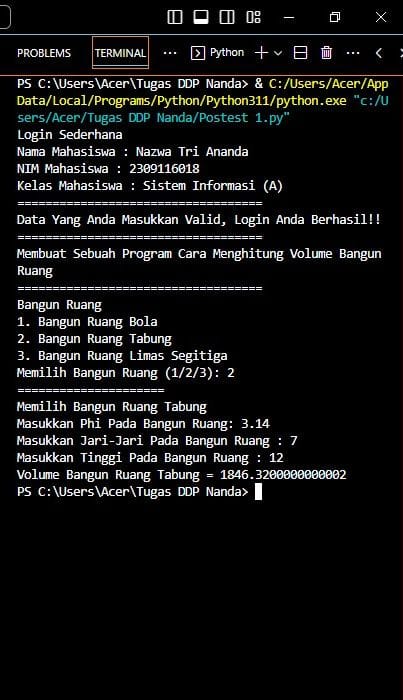 PROBLEMS TERMINAL ··· Python
PS C:\Users\Acer\Tugas DDP Nanda> & C:/Users/Acer/App
Data/Local/Programs/Python/Python311/python.exe "c:/U
sers/Acer/Tugas DDP Nanda/Postest 1.py"
Login Sederhana
Nama Mahasiswa : Nazwa Tri Ananda
NIM Mahasiswa : 2309116018
Kelas Mahasiswa : Sistem Informasi (A)
===================================
Data Yang Anda Masukkan Valid, Login Anda Berhasil!!
===================================
Membuat Sebuah Program Cara Menghitung Volume Bangun
Ruang
===================================
Bangun Ruang
1. Bangun Ruang Bola
2. Bangun Ruang Tabung
3. Bangun Ruang Limas Segitiga
Memilih Bangun Ruang (1/2/3): 2
=====================
Memilih Bangun Ruang Tabung
Masukkan Phi Pada Bangun Ruang: 3.14
Masukkan Jari-Jari Pada Bangun Ruang : 7
Masukkan Tinggi Pada Bangun Ruang : 12
Volume Bangun Ruang Tabung = 1846.3200000000002
PS C:\Users\Acer\Tugas DDP Nanda>